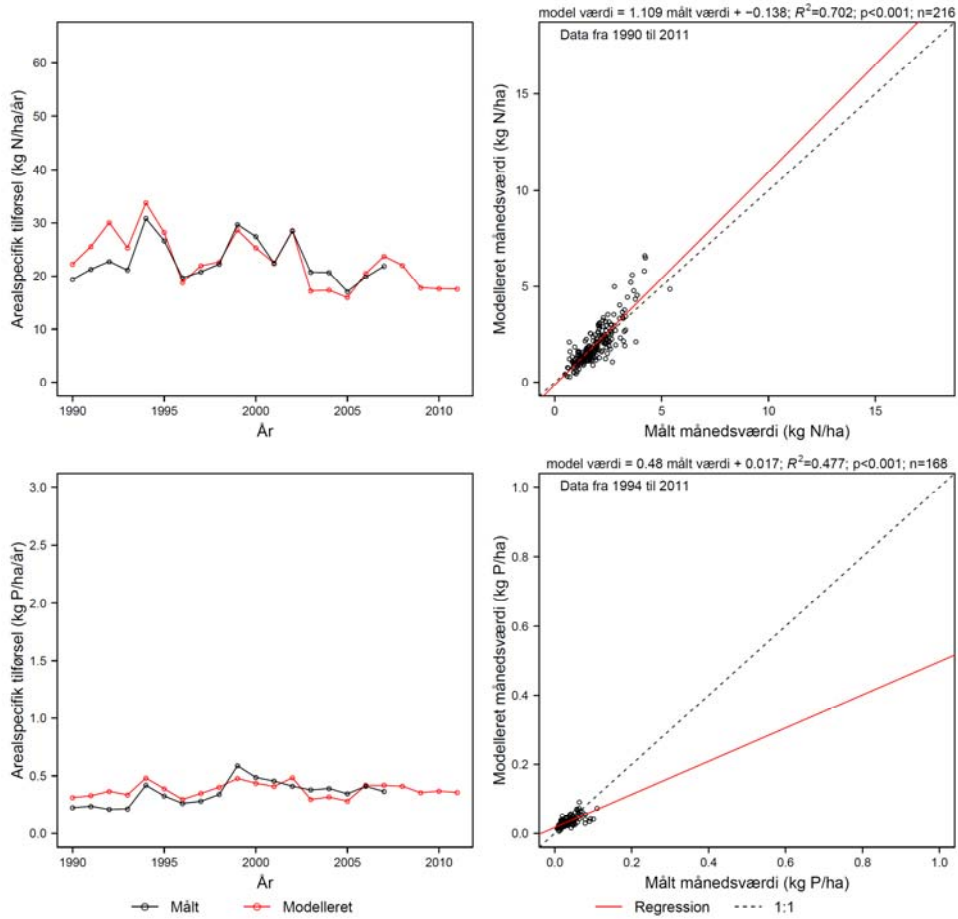 model værdi = 1.109 målt værdi + −0.138; R²=0.702; p<0.001; n=216
Data fra 1990 til 2011
Arealspecifik tilførsel (kg N/ha/år)
60
50
40
30
20
10
0
1990 1995 2000 2005 2010
År
Modelleret månedsværdi (kg N/ha)
15
10
5
0
0 5 10 15
Målt månedsværdi (kg N/ha)
model værdi = 0.48 målt værdi + 0.017; R²=0.477; p<0.001; n=168
Data fra 1994 til 2011
Arealspecifik tilførsel (kg P/ha/år)
3.0
2.5
2.0
1.5
1.0
0.5
0.0
1990 1995 2000 2005 2010
År
Modelleret månedsværdi (kg P/ha)
1.0
0.8
0.6
0.4
0.2
0.0
0.0 0.2 0.4 0.6 0.8 1.0
Målt månedsværdi (kg P/ha)
Målt Modelleret Regression 1:1